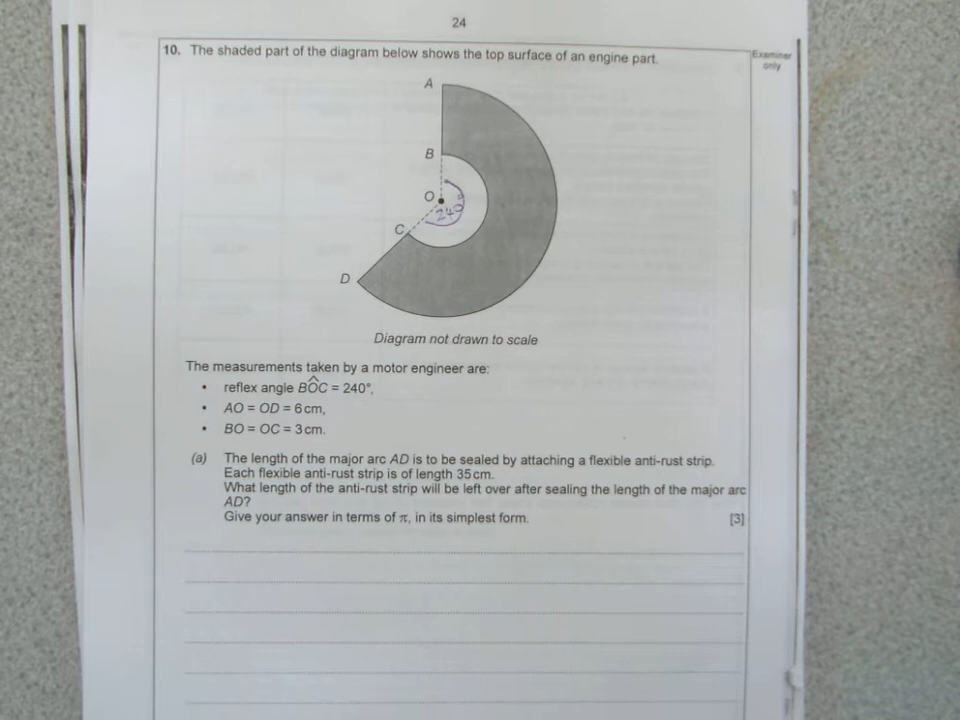 24
10. The shaded part of the diagram below shows the top surface of an engine part.
Examiner
only
A
B
O
240°
C
D
Diagram not drawn to scale
The measurements taken by a motor engineer are:
• reflex angle BÔC = 240°,
• AO = OD = 6 cm,
• BO = OC = 3 cm.
(a) The length of the major arc AD is to be sealed by attaching a flexible anti-rust strip.
Each flexible anti-rust strip is of length 35 cm.
What length of the anti-rust strip will be left over after sealing the length of the major arc
AD?
Give your answer in terms of π, in its simplest form. [3]